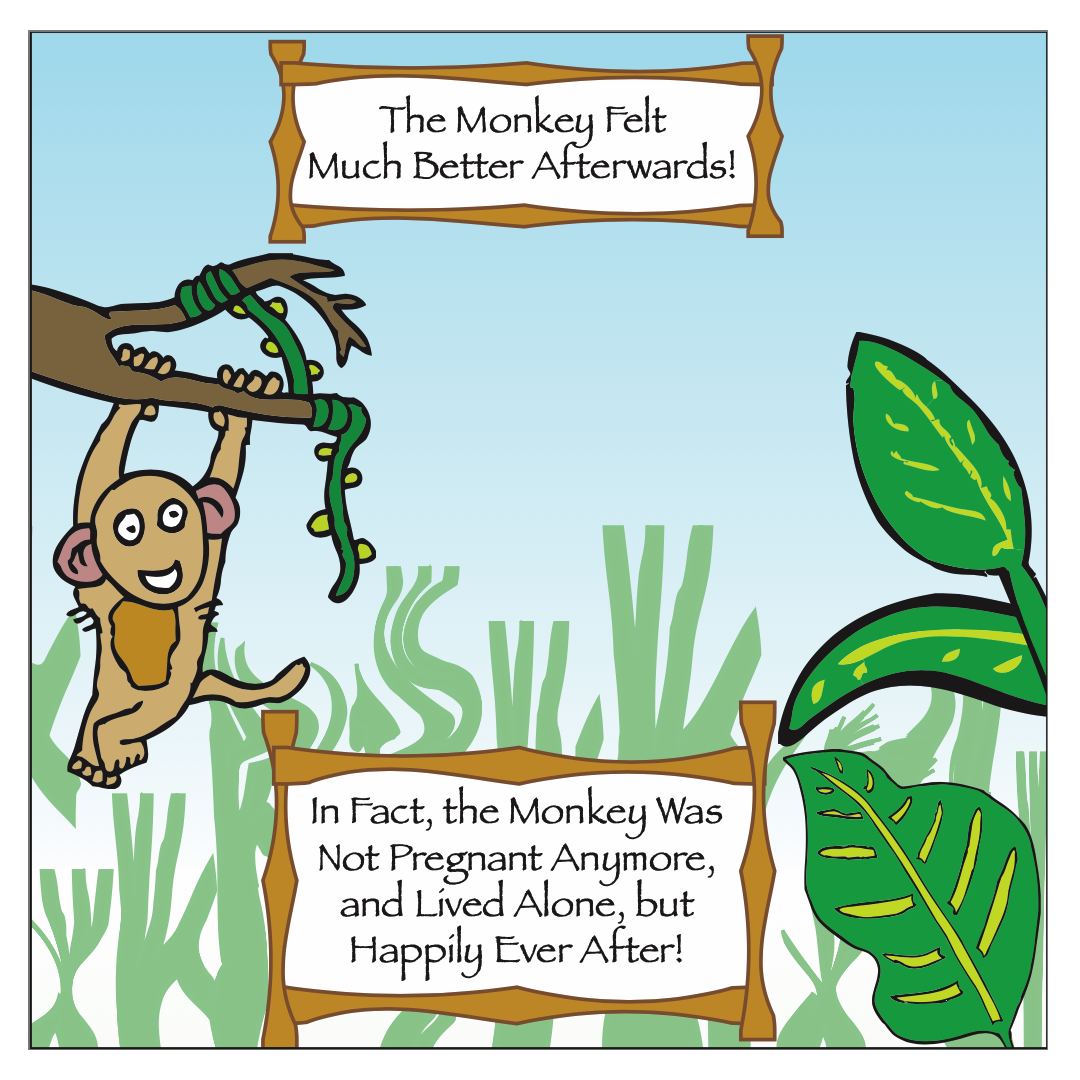 The Monkey Felt
Much Better Afterwards!
In Fact, the Monkey Was
Not Pregnant Anymore,
and Lived Alone, but
Happily Ever After!